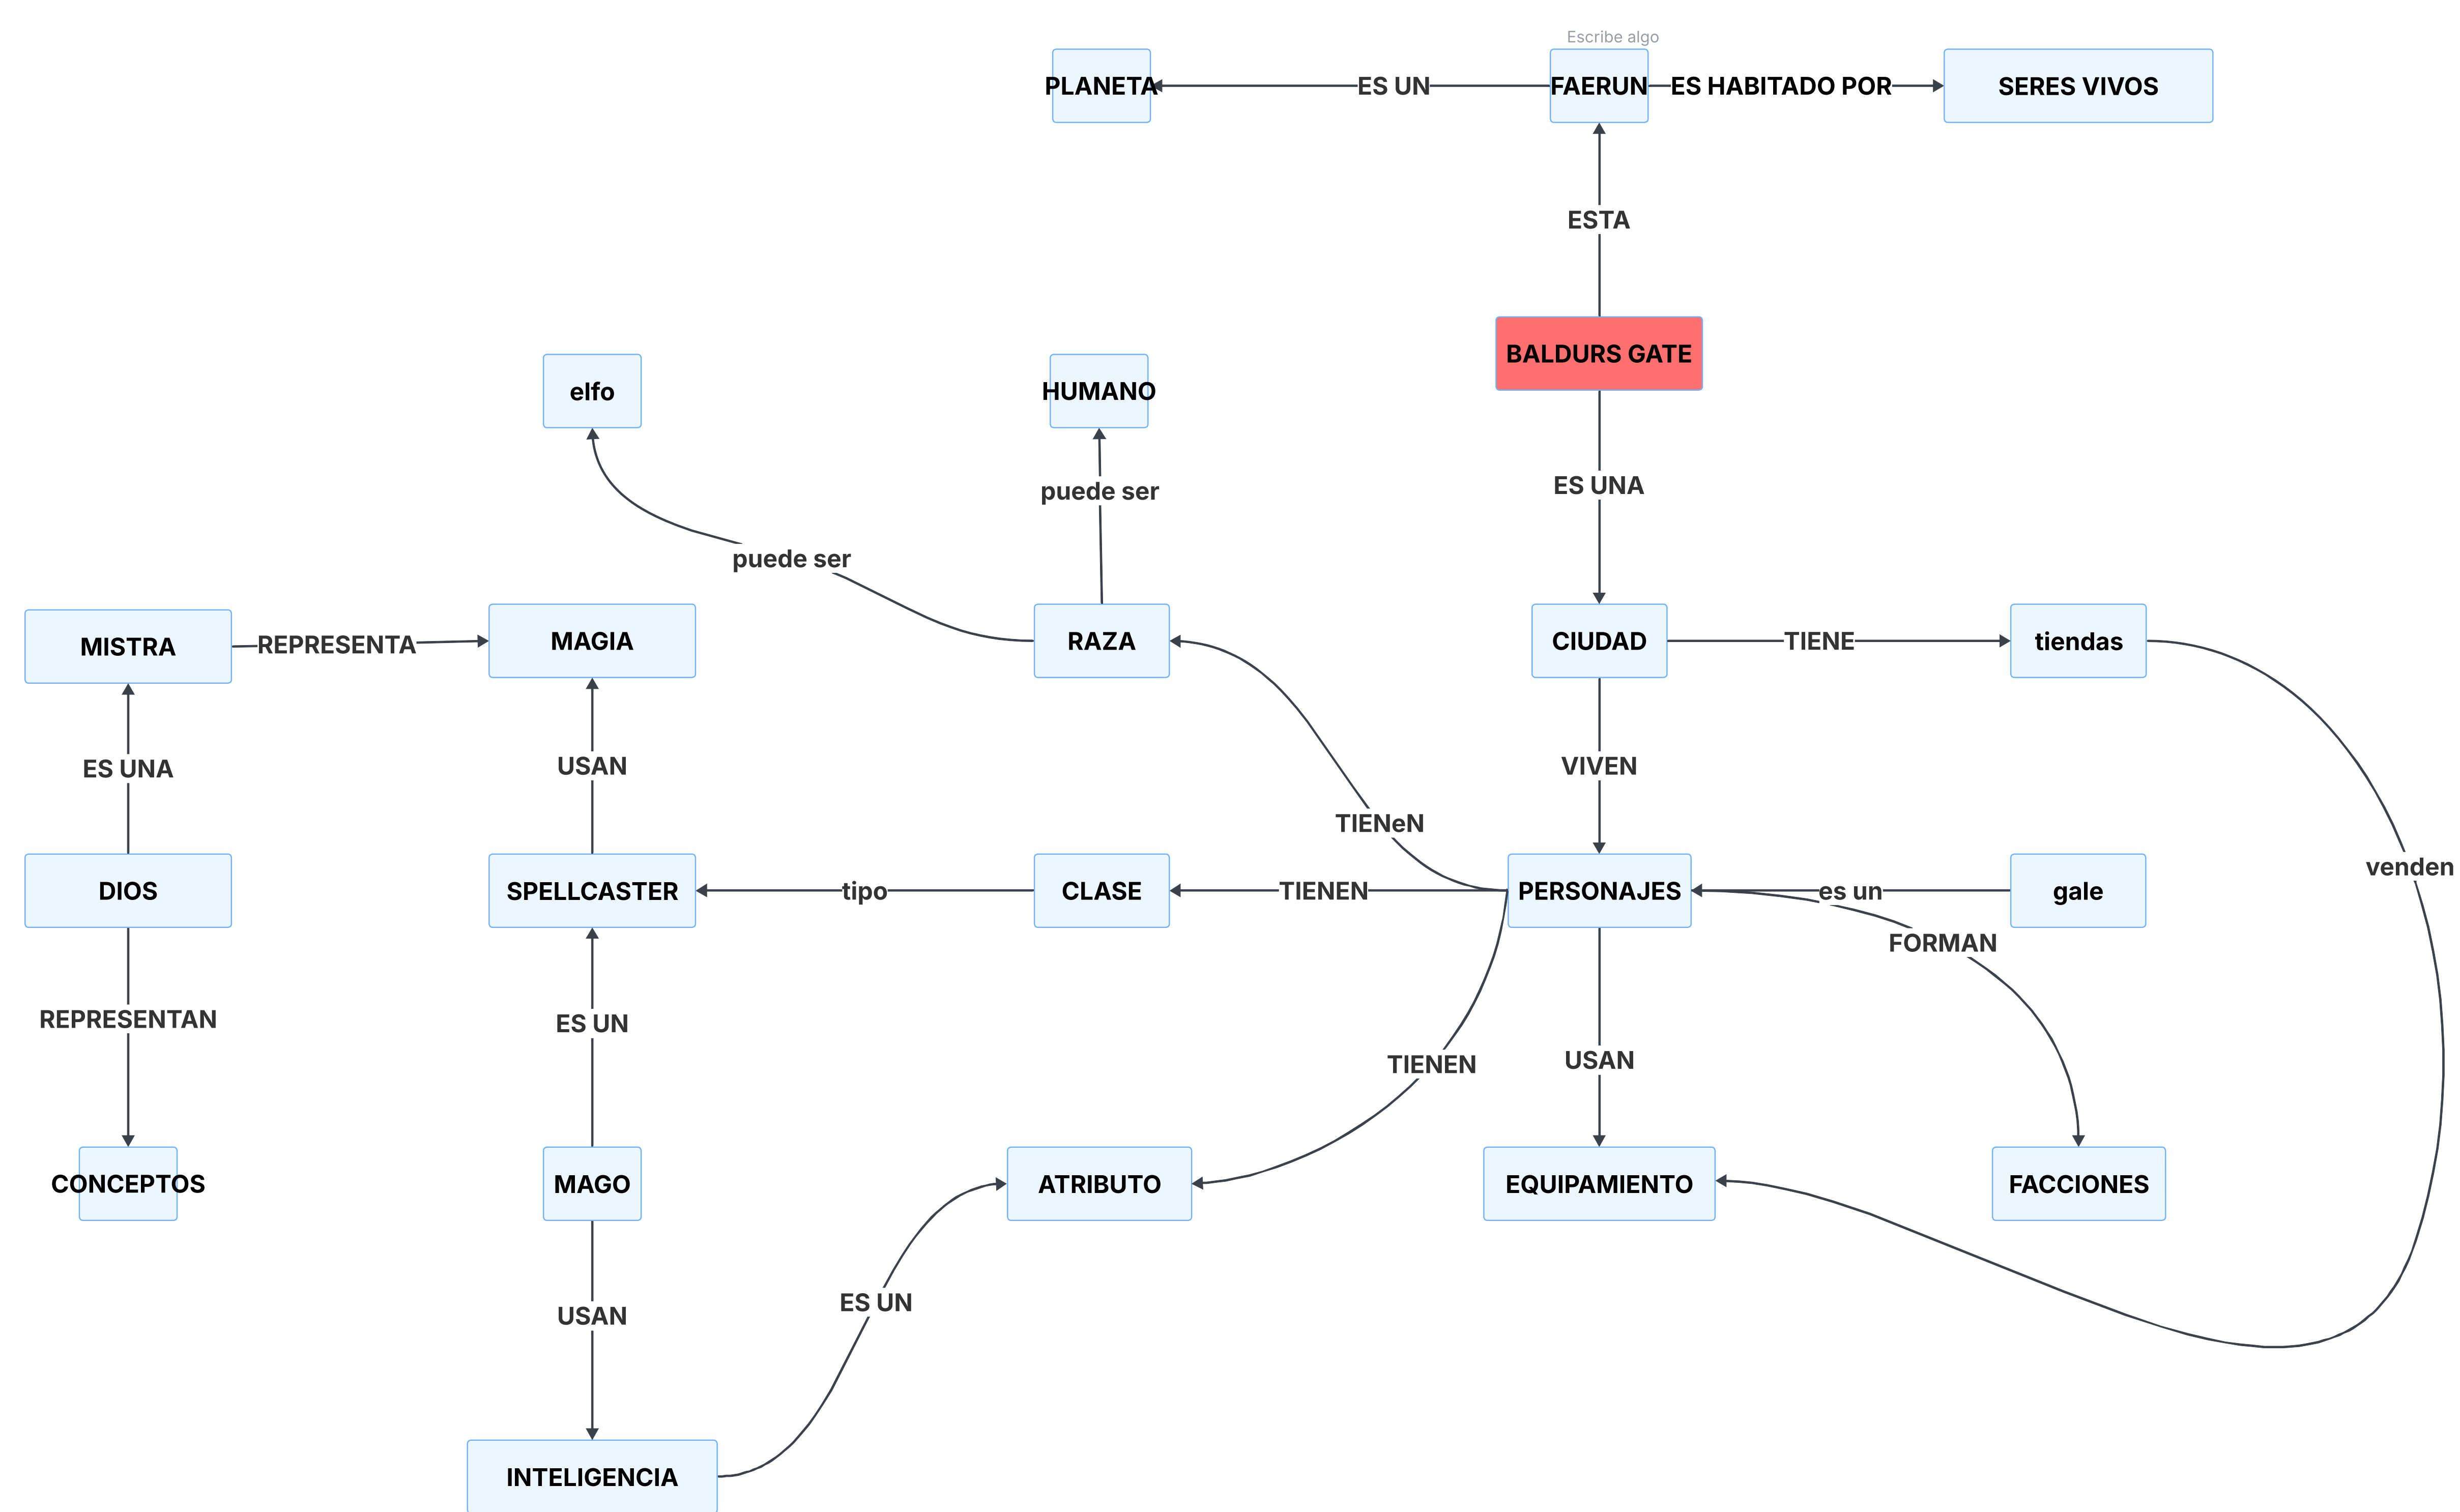 Escribe algo
PLANETA
ES UN
FAERUN
ES HABITADO POR
SERES VIVOS
ESTA
BALDURS GATE
elfo
HUMANO
ES UNA
puede ser
puede ser
MISTRA
REPRESENTA
MAGIA
RAZA
CIUDAD
TIENE
tiendas
ES UNA
USAN
VIVEN
TIENeN
venden
DIOS
SPELLCASTER
tipo
CLASE
TIENEN
PERSONAJES
es un
gale
FORMAN
REPRESENTAN
ES UN
TIENEN
USAN
CONCEPTOS
MAGO
ATRIBUTO
EQUIPAMIENTO
FACCIONES
USAN
ES UN
INTELIGENCIA